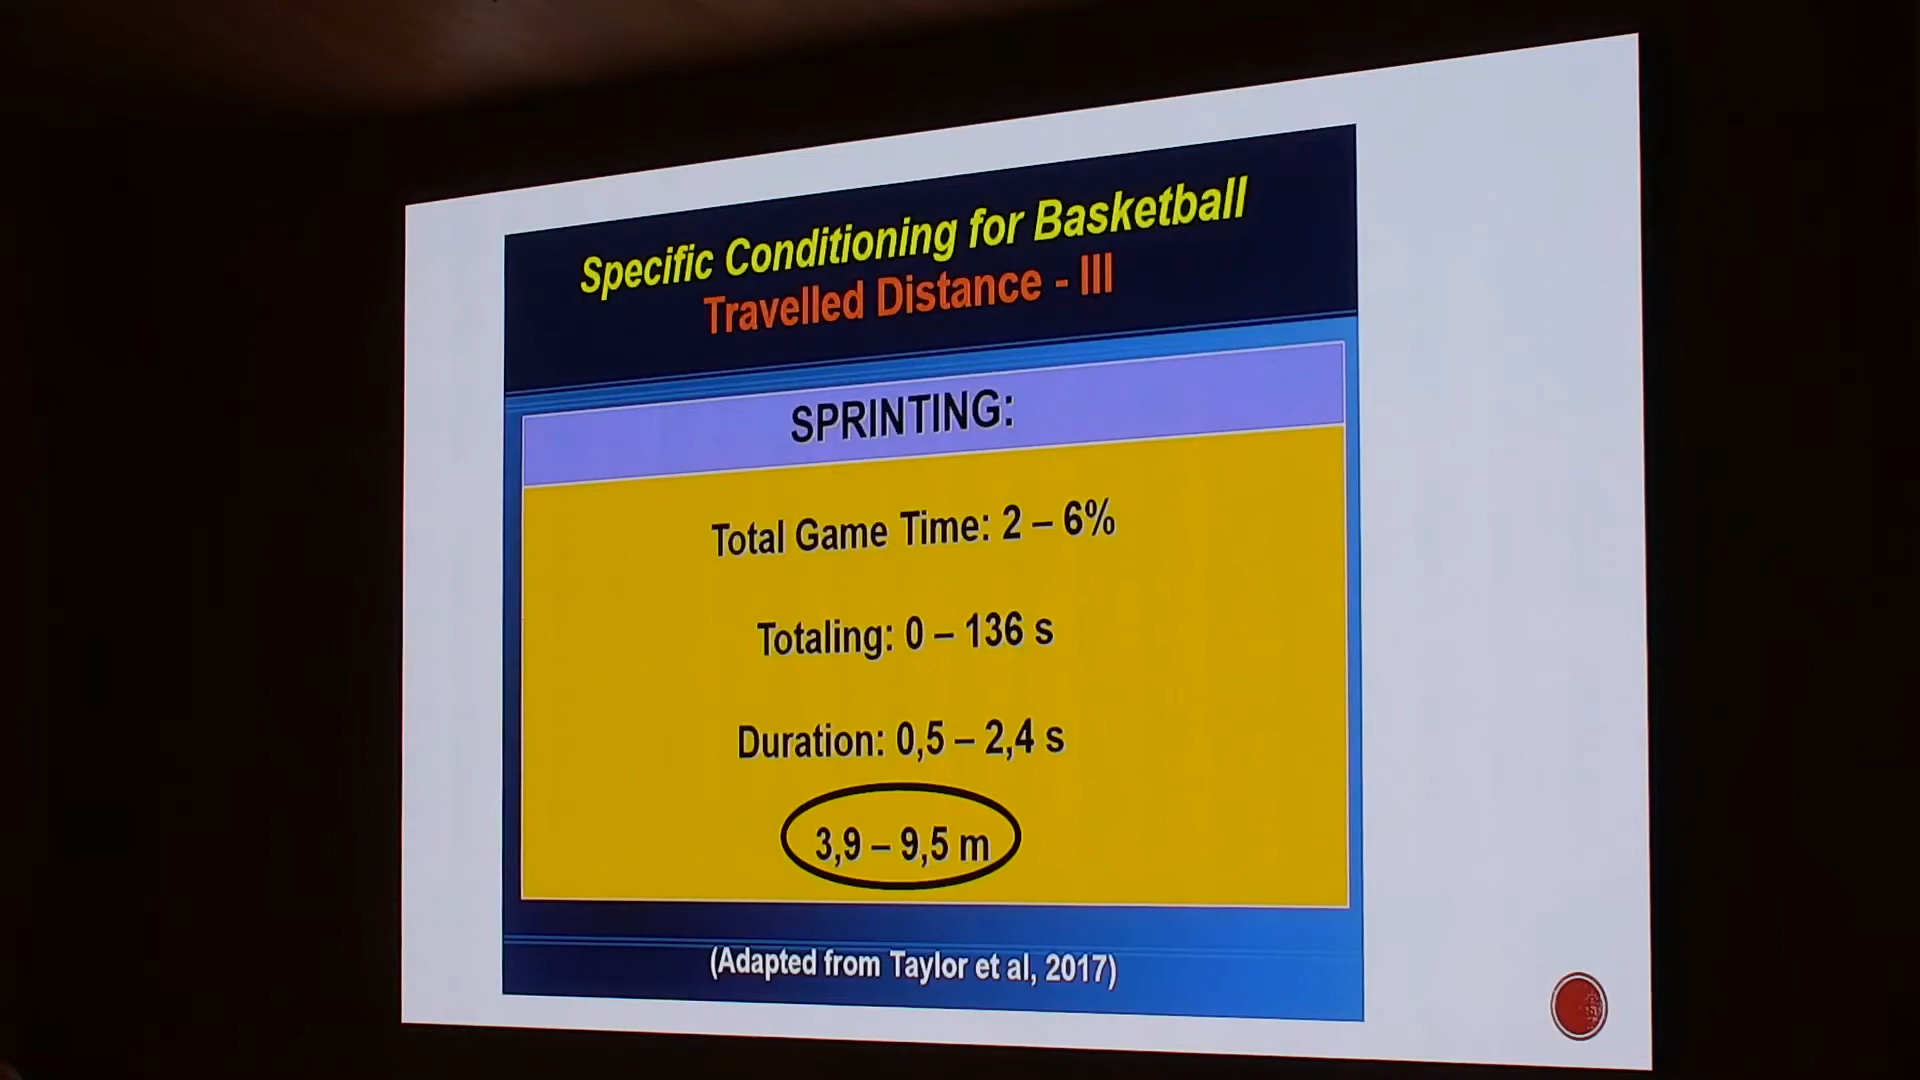 Specific Conditioning for Basketball
Travelled Distance - III
SPRINTING:
Total Game Time: 2 – 6%
Totaling: 0 – 136 s
Duration: 0,5 – 2,4 s
3,9 – 9,5 m
(Adapted from Taylor et al, 2017)